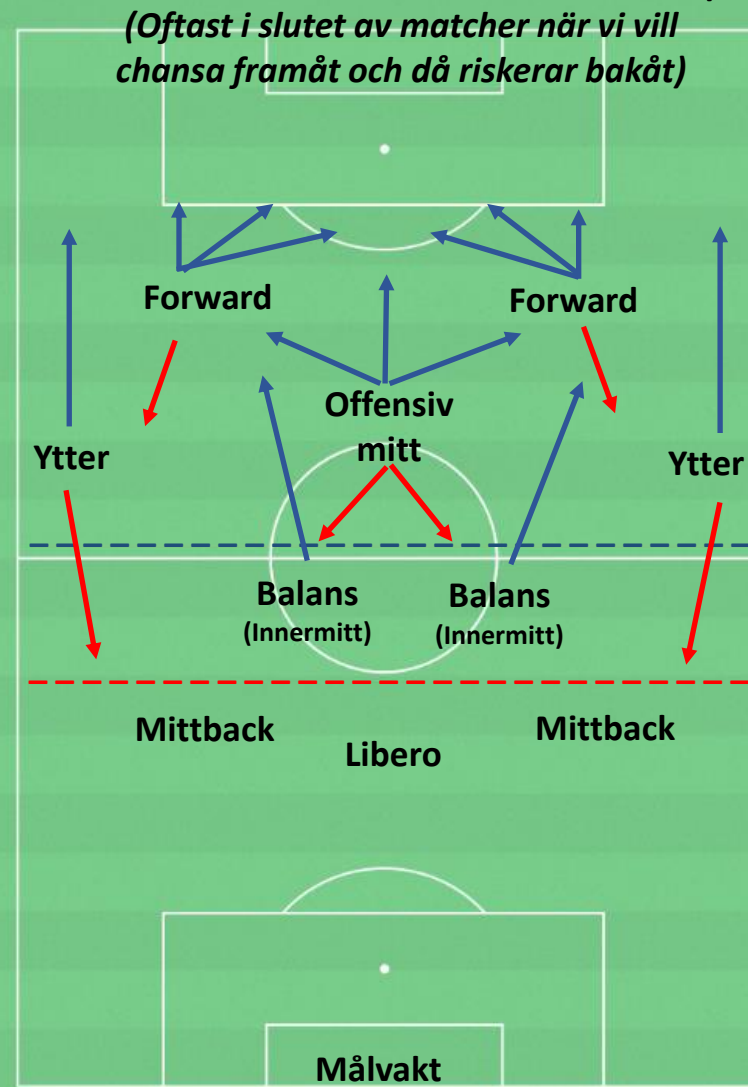 (Oftast i slutet av matcher när vi vill
chansa framåt och då riskerar bakåt)
Forward
Forward
Offensiv
mitt
Ytter
Ytter
Balans
(Innermitt)
Balans
(Innermitt)
Mittback
Mittback
Libero
Målvakt